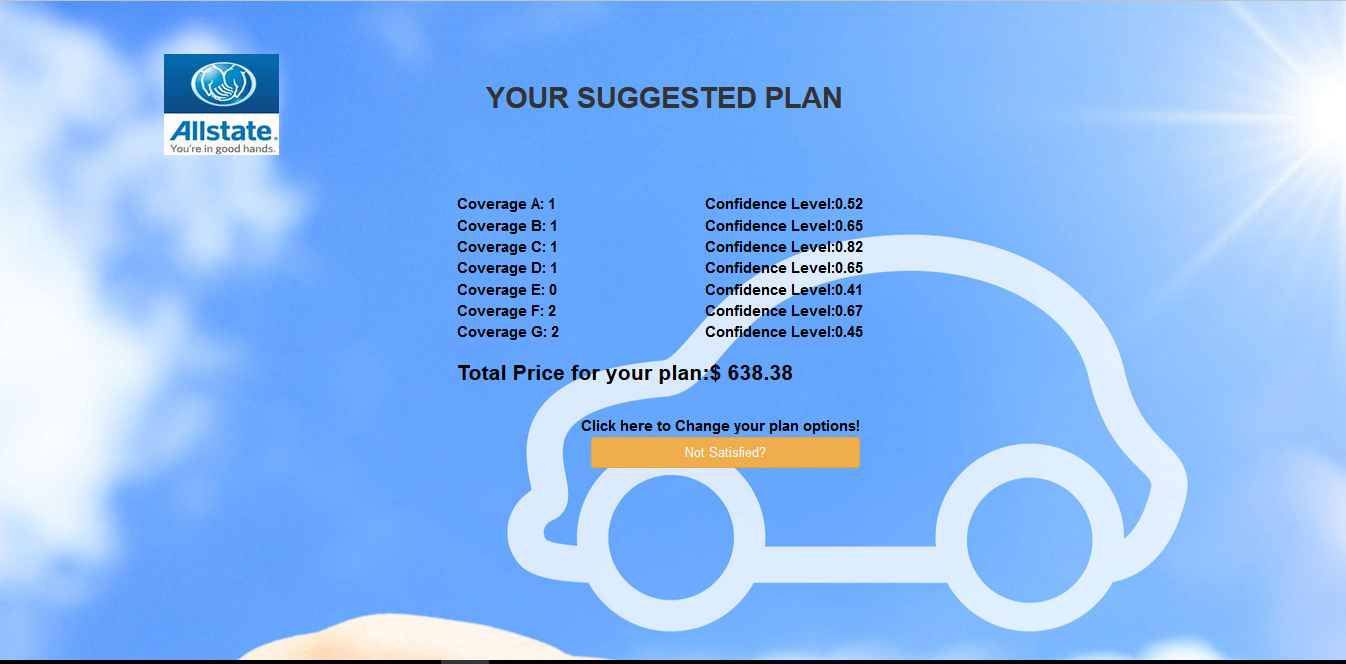 Allstate.
You're in good hands.
YOUR SUGGESTED PLAN
Coverage A: 1 Confidence Level:0.52
Coverage B: 1 Confidence Level:0.65
Coverage C: 1 Confidence Level:0.82
Coverage D: 1 Confidence Level:0.65
Coverage E: 0 Confidence Level:0.41
Coverage F: 2 Confidence Level:0.67
Coverage G: 2 Confidence Level:0.45
Total Price for your plan:$ 638.38
Click here to Change your plan options!
Not Satisfied?